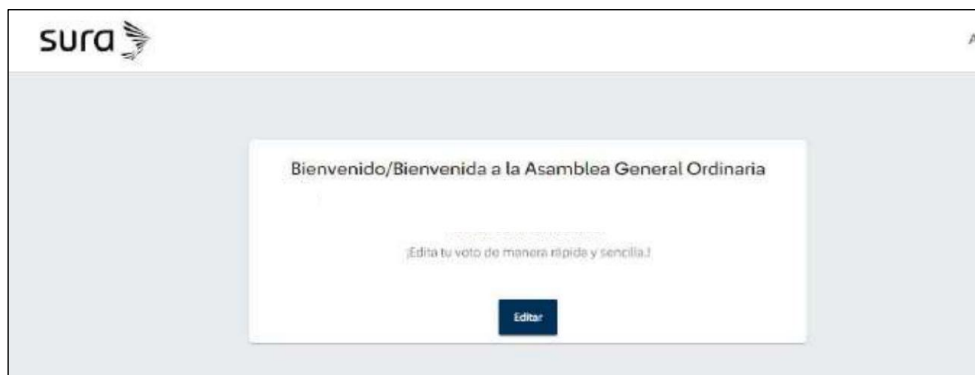 sura
Bienvenido/Bienvenida a la Asamblea General Ordinaria
¡Edita tu voto de manera rápida y sencilla.!
Editar